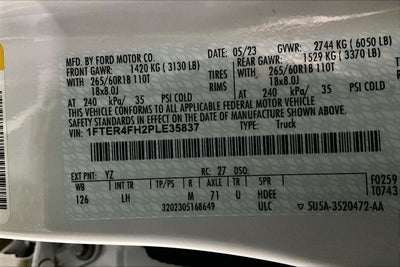 MFD. BY FORD MOTOR CO.
DATE: 05/23 GVWR: 2744 KG (6050 LB)
FRONT GAWR: 1420 KG (3130 LB) REAR GAWR: 1529 KG (3370 LB)
265/60R18 110T TIRES WITH 265/60R18 110T TIRES
18x8.0J RIMS 18x8.0J RIMS
AT 240 kPa/ 35 PSI COLD AT 240 kPa/ 35 PSI COLD
THIS VEHICLE CONFORMS TO ALL APPLICABLE FEDERAL MOTOR VEHICLE
SAFETY STANDARDS IN EFFECT ON THE DATE OF MANUFACTURE SHOWN ABOVE.
VIN: 1FTER4FH2PLE35837 TYPE: Truck
EXT PNT: YZ RC: 27 DSO:
WB INT TR TP/PS R AXLE TR SPR F0259
126 LH M 71 U HDEE T0743
3202305168649 ULC 5U5A-3520472-AA